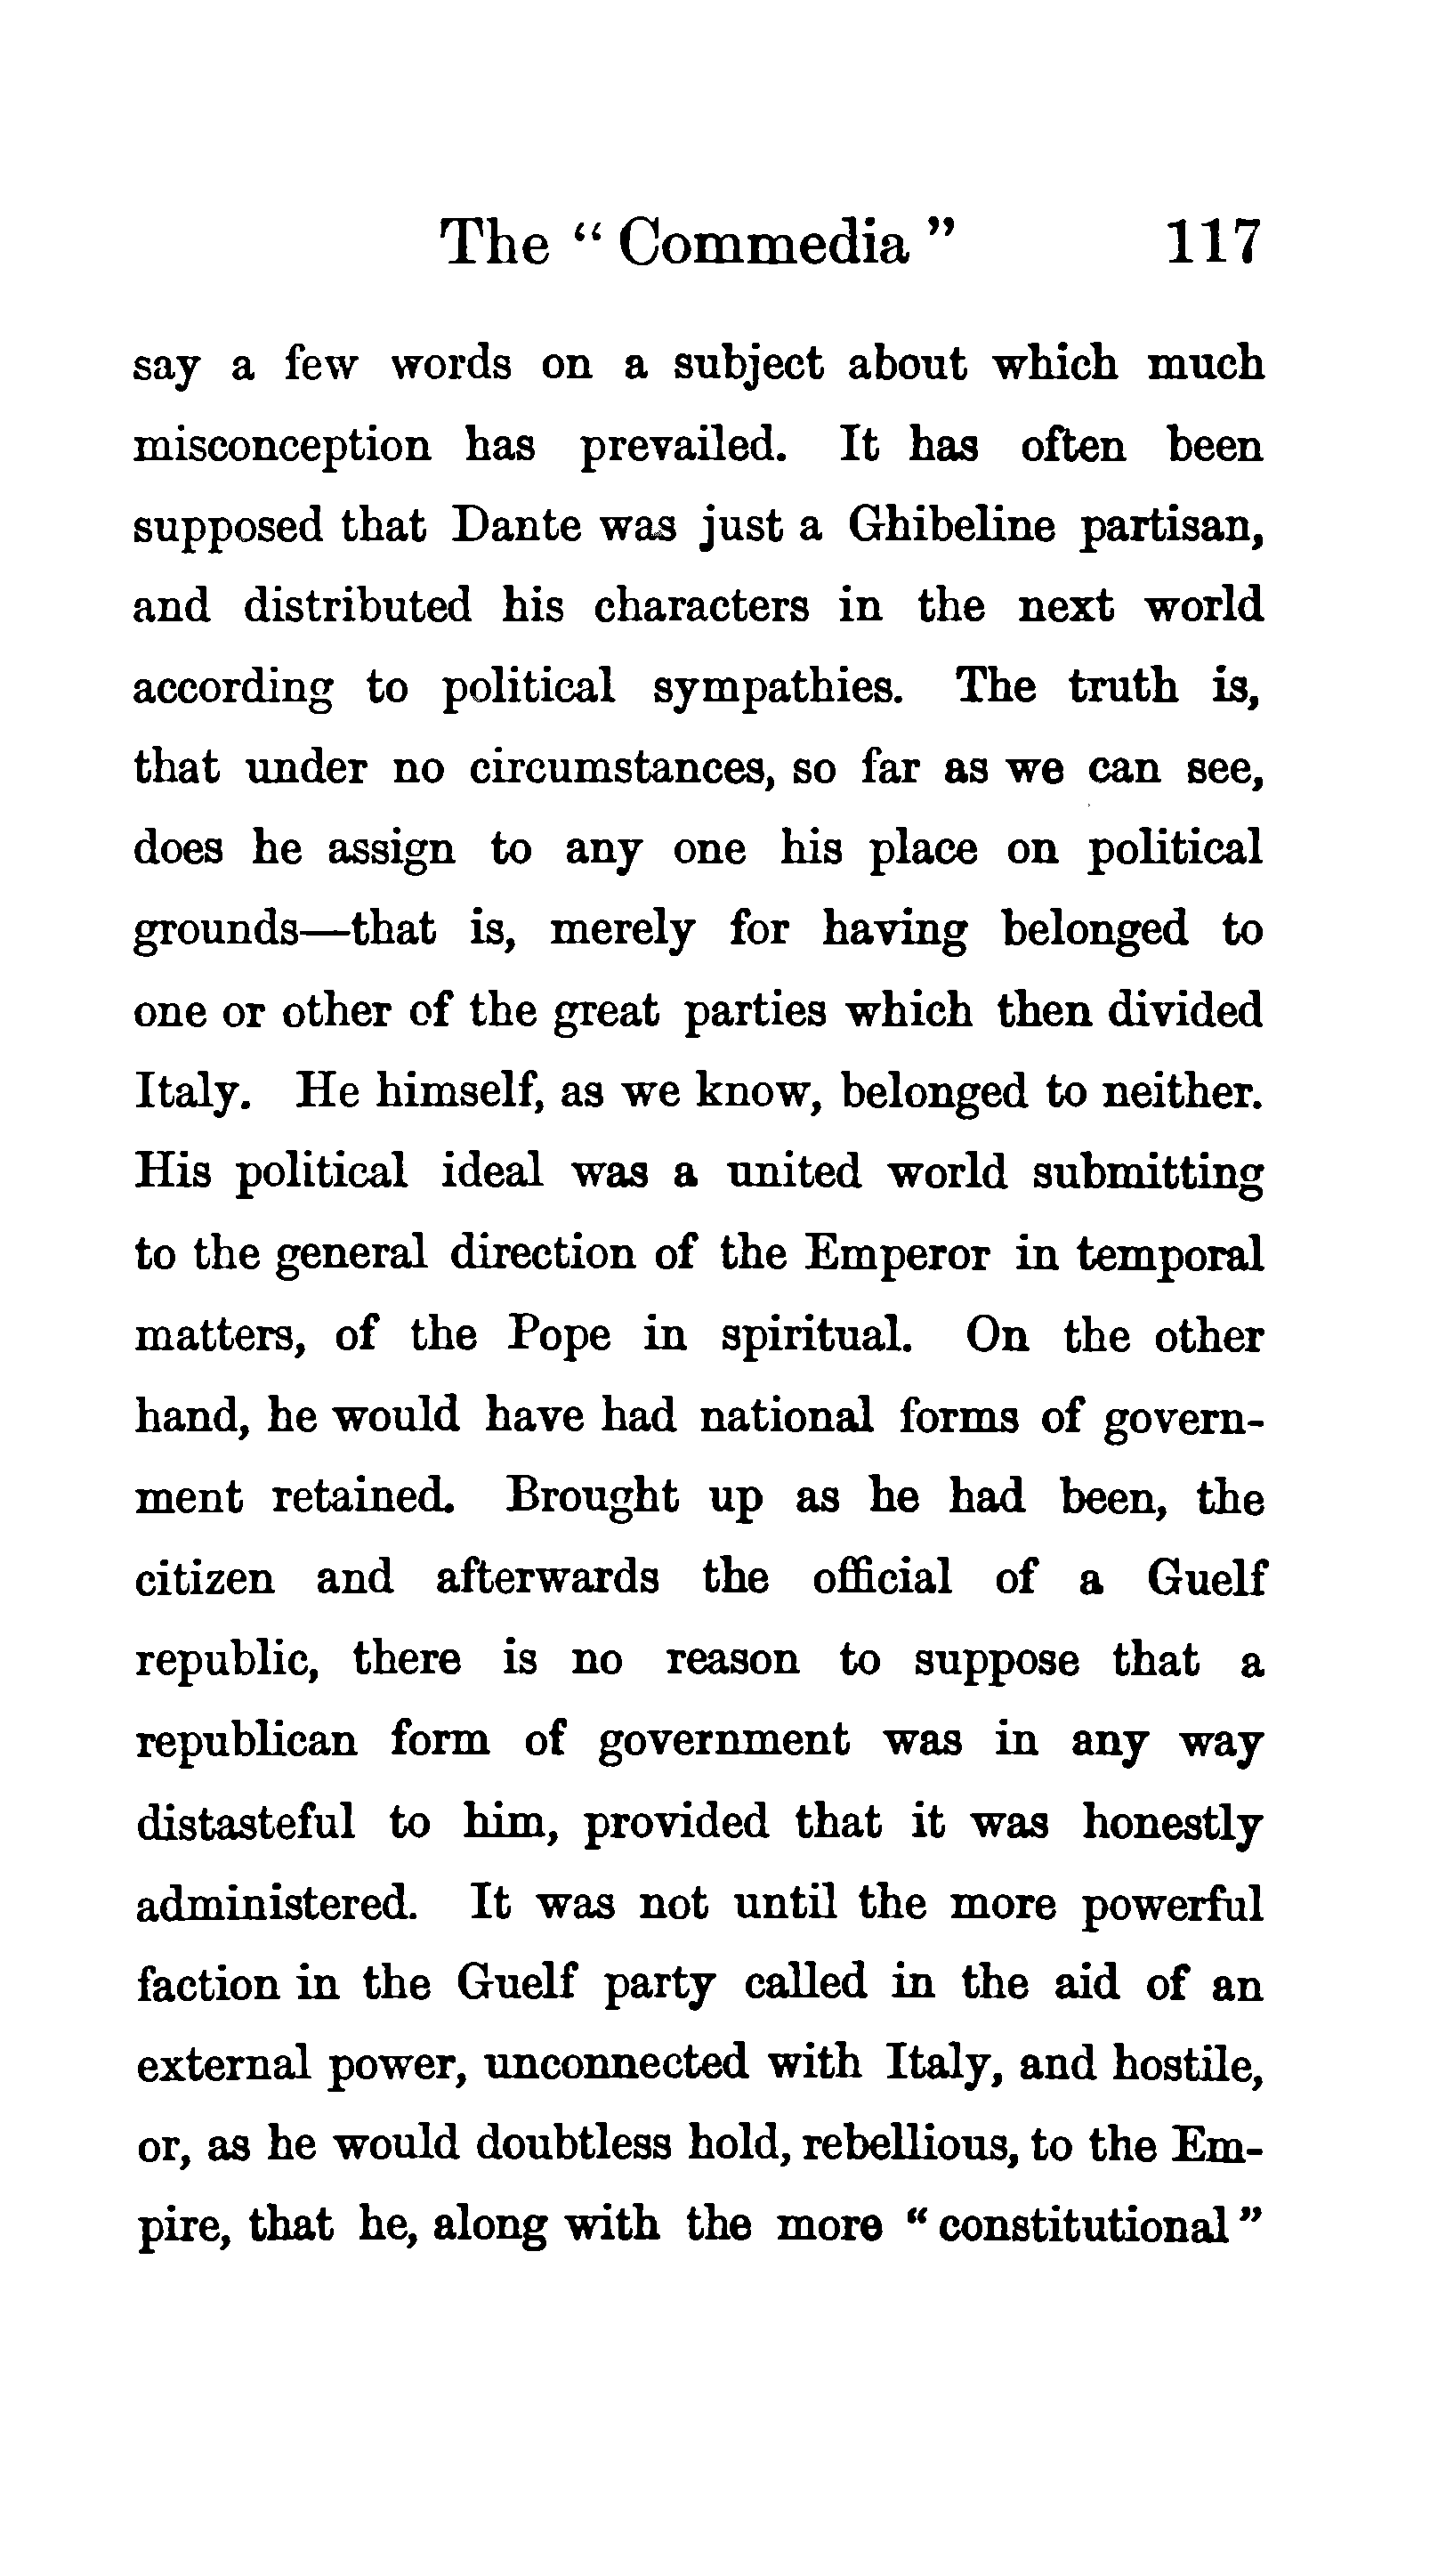 The “ Commedia ” 117
say a few words on a subject about which much
misconception has prevailed. It has often been
supposed that Dante was just a Ghibeline partisan,
and distributed his characters in the next world
according to political sympathies. The truth is,
that under no circumstances, so far as we can see,
does he assign to any one his place on political
grounds—that is, merely for having belonged to
one or other of the great parties which then divided
Italy. He himself, as we know, belonged to neither.
His political ideal was a united world submitting
to the general direction of the Emperor in temporal
matters, of the Pope in spiritual. On the other
hand, he would have had national forms of govern-
ment retained. Brought up as he had been, the
citizen and afterwards the official of a Guelf
republic, there is no reason to suppose that a
republican form of government was in any way
distasteful to him, provided that it was honestly
administered. It was not until the more powerful
faction in the Guelf party called in the aid of an
external power, unconnected with Italy, and hostile,
or, as he would doubtless hold, rebellious, to the Em-
pire, that he, along with the more “ constitutional ”